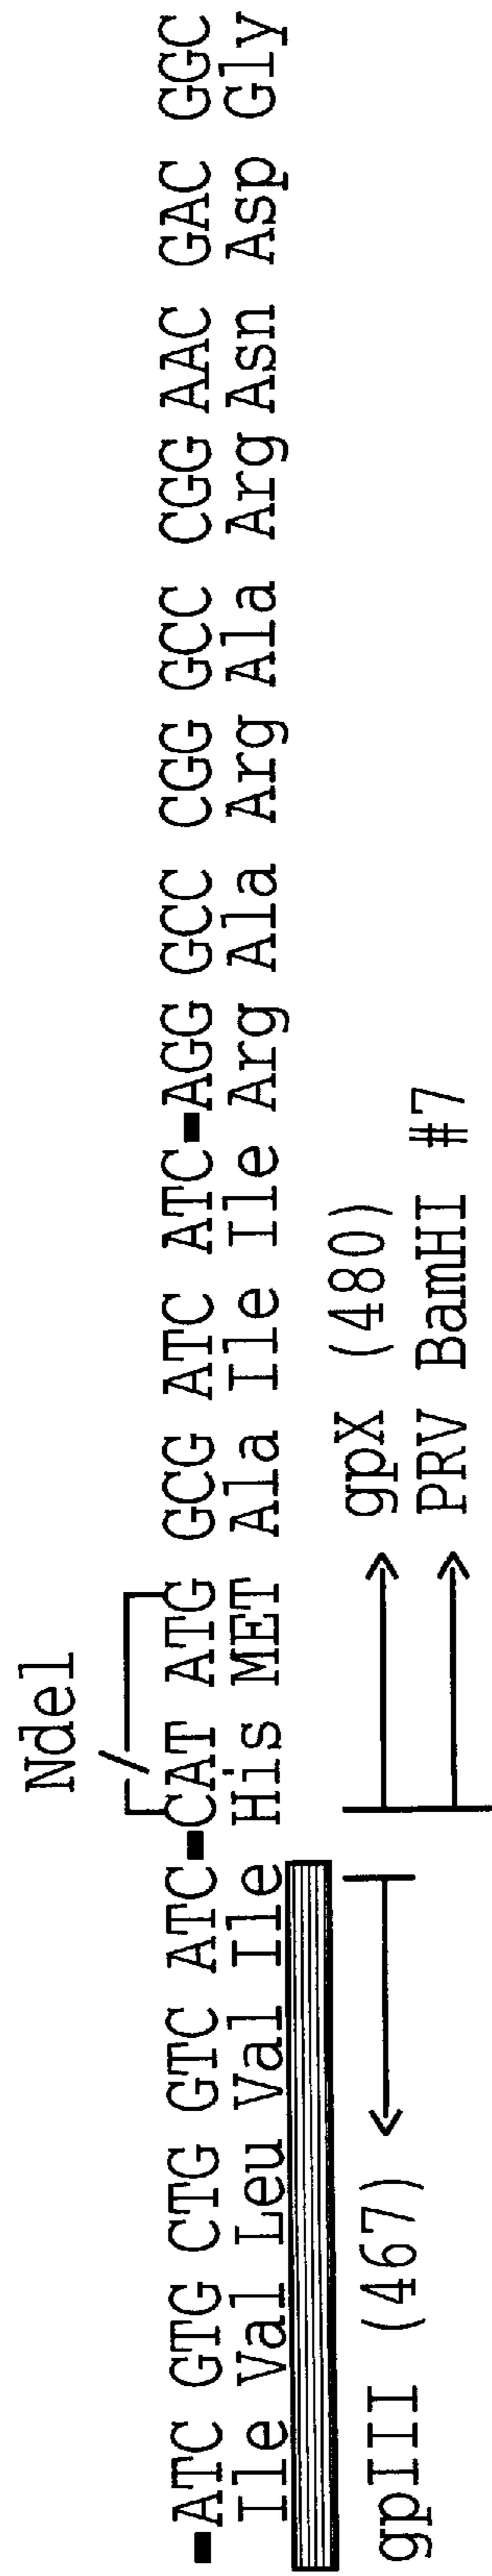 NdeI
-ATC GTG CTG GTC ATC-CAT ATG GCG ATC ATC-AGG GCC CGG GCC CGG AAC GAC GGC
Ile Val Leu Val Ile His MET Ala Ile Ile Arg Ala Arg Ala Arg Asn Asp Gly
gpIII (467)
gpX (480)
PRV BamHI #7